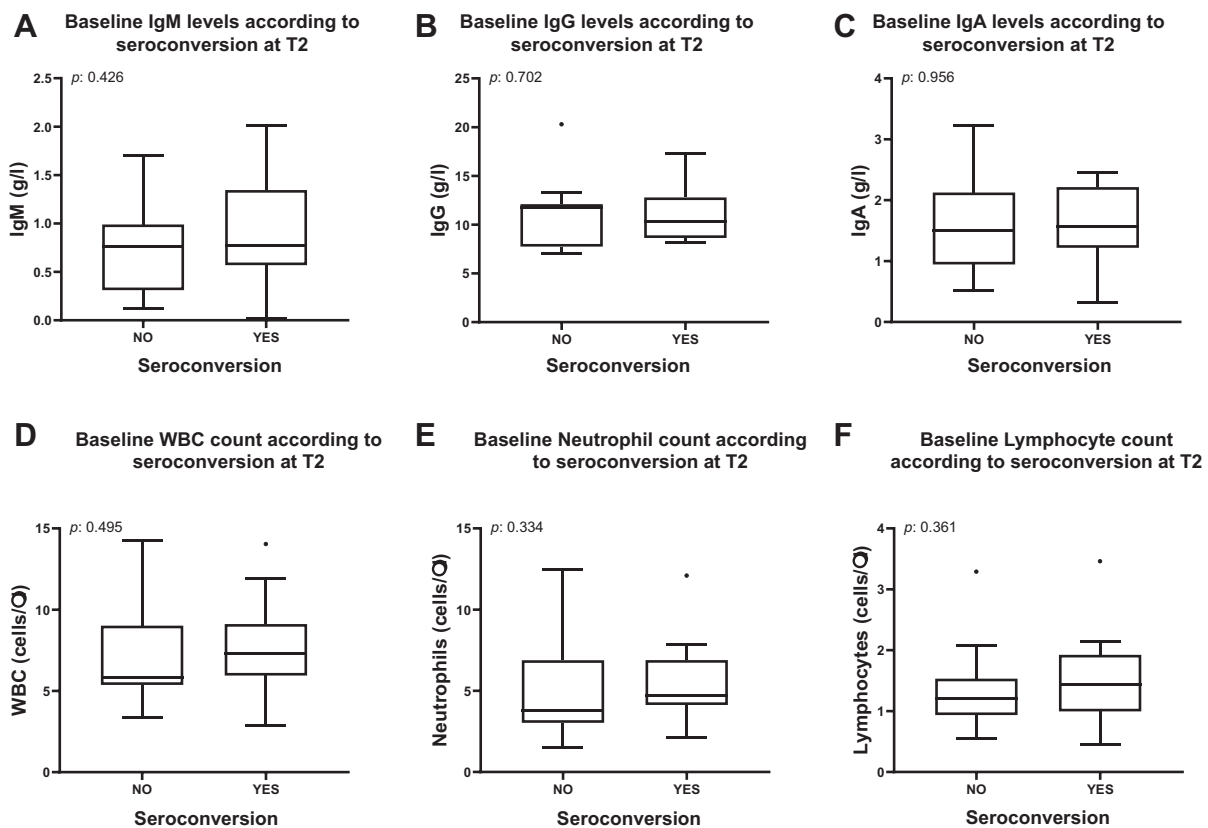 A
Baseline IgM levels according to
seroconversion at T2
p: 0.426
2.5
2.0
1.5
1.0
0.5
0.0
IgM (g/l)
NO
YES
Seroconversion
B
Baseline IgG levels according to
seroconversion at T2
p: 0.702
25
20
15
10
5
0
IgG (g/l)
NO
YES
Seroconversion
C
Baseline IgA levels according to
seroconversion at T2
p: 0.956
4
3
2
1
0
IgA (g/l)
NO
YES
Seroconversion
D
Baseline WBC count according to
seroconversion at T2
p: 0.495
15
10
5
0
WBC (cells/
NO
YES
Seroconversion
E
Baseline Neutrophil count according
to seroconversion at T2
p: 0.334
15
10
5
0
Neutrophils (cells/
NO
YES
Seroconversion
F
Baseline Lymphocyte count
according to seroconversion at T2
p: 0.361
4
3
2
1
0
Lymphocytes (cells/
NO
YES
Seroconversion